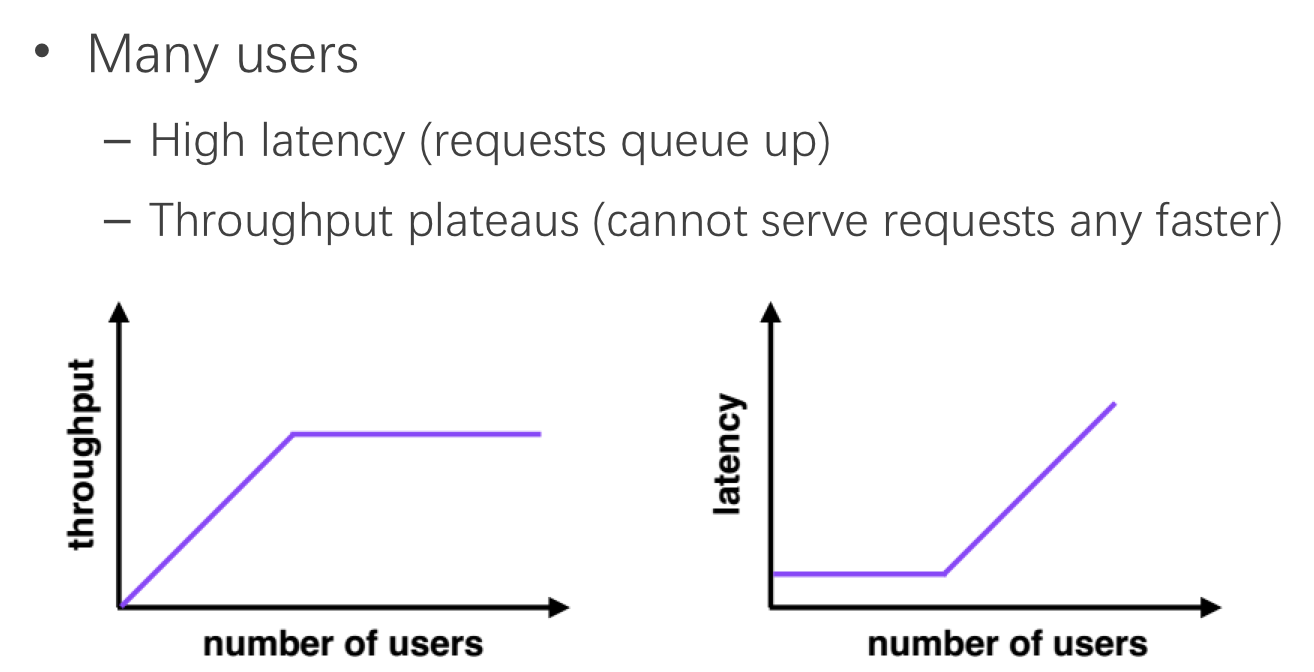 • Many users
– High latency (requests queue up)
– Throughput plateaus (cannot serve requests any faster)
throughput
number of users
latency
number of users